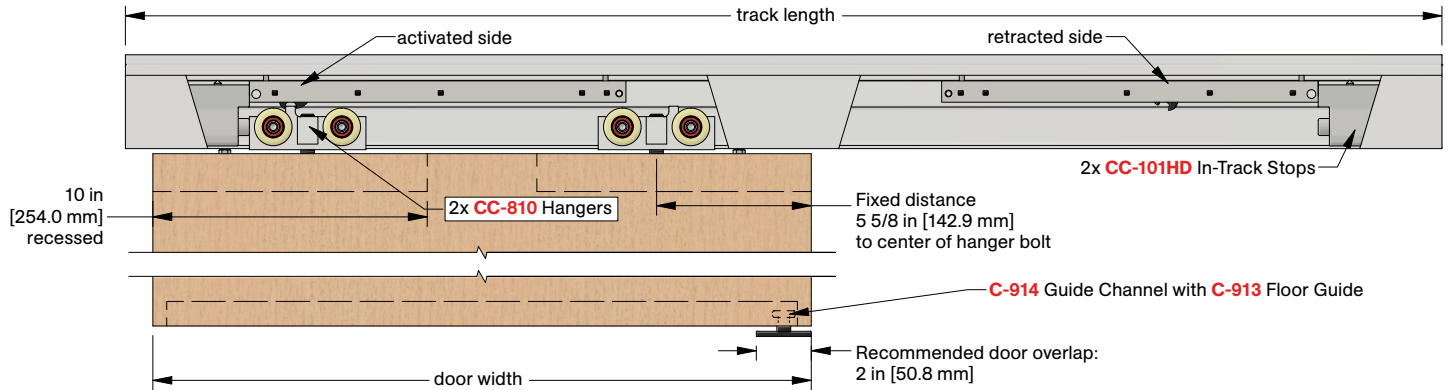 track length
activated side
retracted side
2x CC-101HD In-Track Stops
10 in
[254.0 mm]
recessed
2x CC-810 Hangers
Fixed distance
5 5/8 in [142.9 mm]
to center of hanger bolt
C-914 Guide Channel with C-913 Floor Guide
Recommended door overlap:
2 in [50.8 mm]
door width